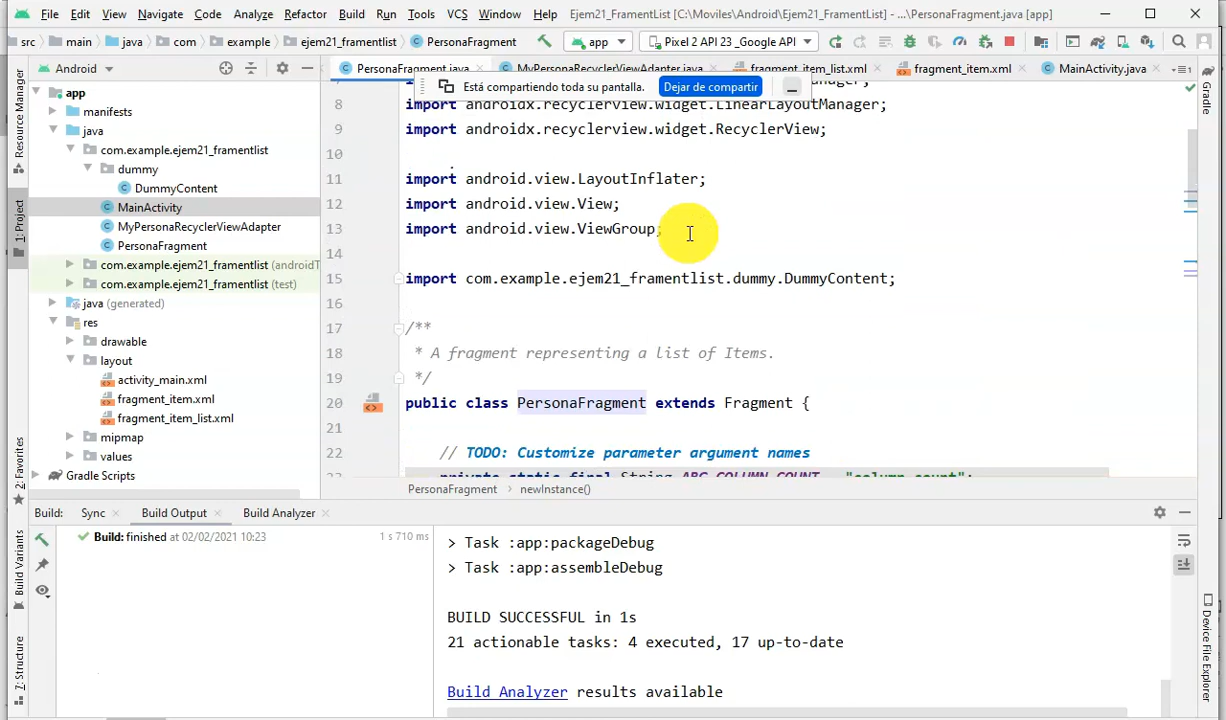 File Edit View Navigate Code Analyze Refactor Build Run Tools VCS Window Help Ejem21_FramentList [C:\Moviles\Android\Ejem21_FramentList] - ...\PersonaFragment.java [app]
src main java com example ejem21_framentlist PersonaFragment app Pixel 2 API 23 _Google API
Android PersonaFragment.java MyPersonaRecyclerViewAdapter.java fragment_item_list.xml fragment_item.xml MainActivity.java
Está compartiendo toda su pantalla. Dejar de compartir
Resource Manager
1: Project
2: Favorites
Build Variants
7: Structure
Gradle
Device File Explorer
app
manifests
java
com.example.ejem21_framentlist
dummy
DummyContent
MainActivity
MyPersonaRecyclerViewAdapter
PersonaFragment
com.example.ejem21_framentlist (androidT
com.example.ejem21_framentlist (test)
java (generated)
res
drawable
layout
activity_main.xml
fragment_item.xml
fragment_item_list.xml
mipmap
values
Gradle Scripts
8 import androidx.recyclerview.widget.LinearLayoutManager;
9 import androidx.recyclerview.widget.RecyclerView;
10
11 import android.view.LayoutInflater;
12 import android.view.View;
13 import android.view.ViewGroup;
14
15 import com.example.ejem21_framentlist.dummy.DummyContent;
16
17 /**
18 * A fragment representing a list of Items.
19 */
20 public class PersonaFragment extends Fragment {
21
22 // TODO: Customize parameter argument names
23 private static final String ARG_COLUMN_COUNT = "column-count";
PersonaFragment newInstance()
Build: Sync Build Output Build Analyzer
Build: finished at 02/02/2021 10:23 1 s 710 ms
> Task :app:packageDebug
> Task :app:assembleDebug
BUILD SUCCESSFUL in 1s
21 actionable tasks: 4 executed, 17 up-to-date
Build Analyzer results available